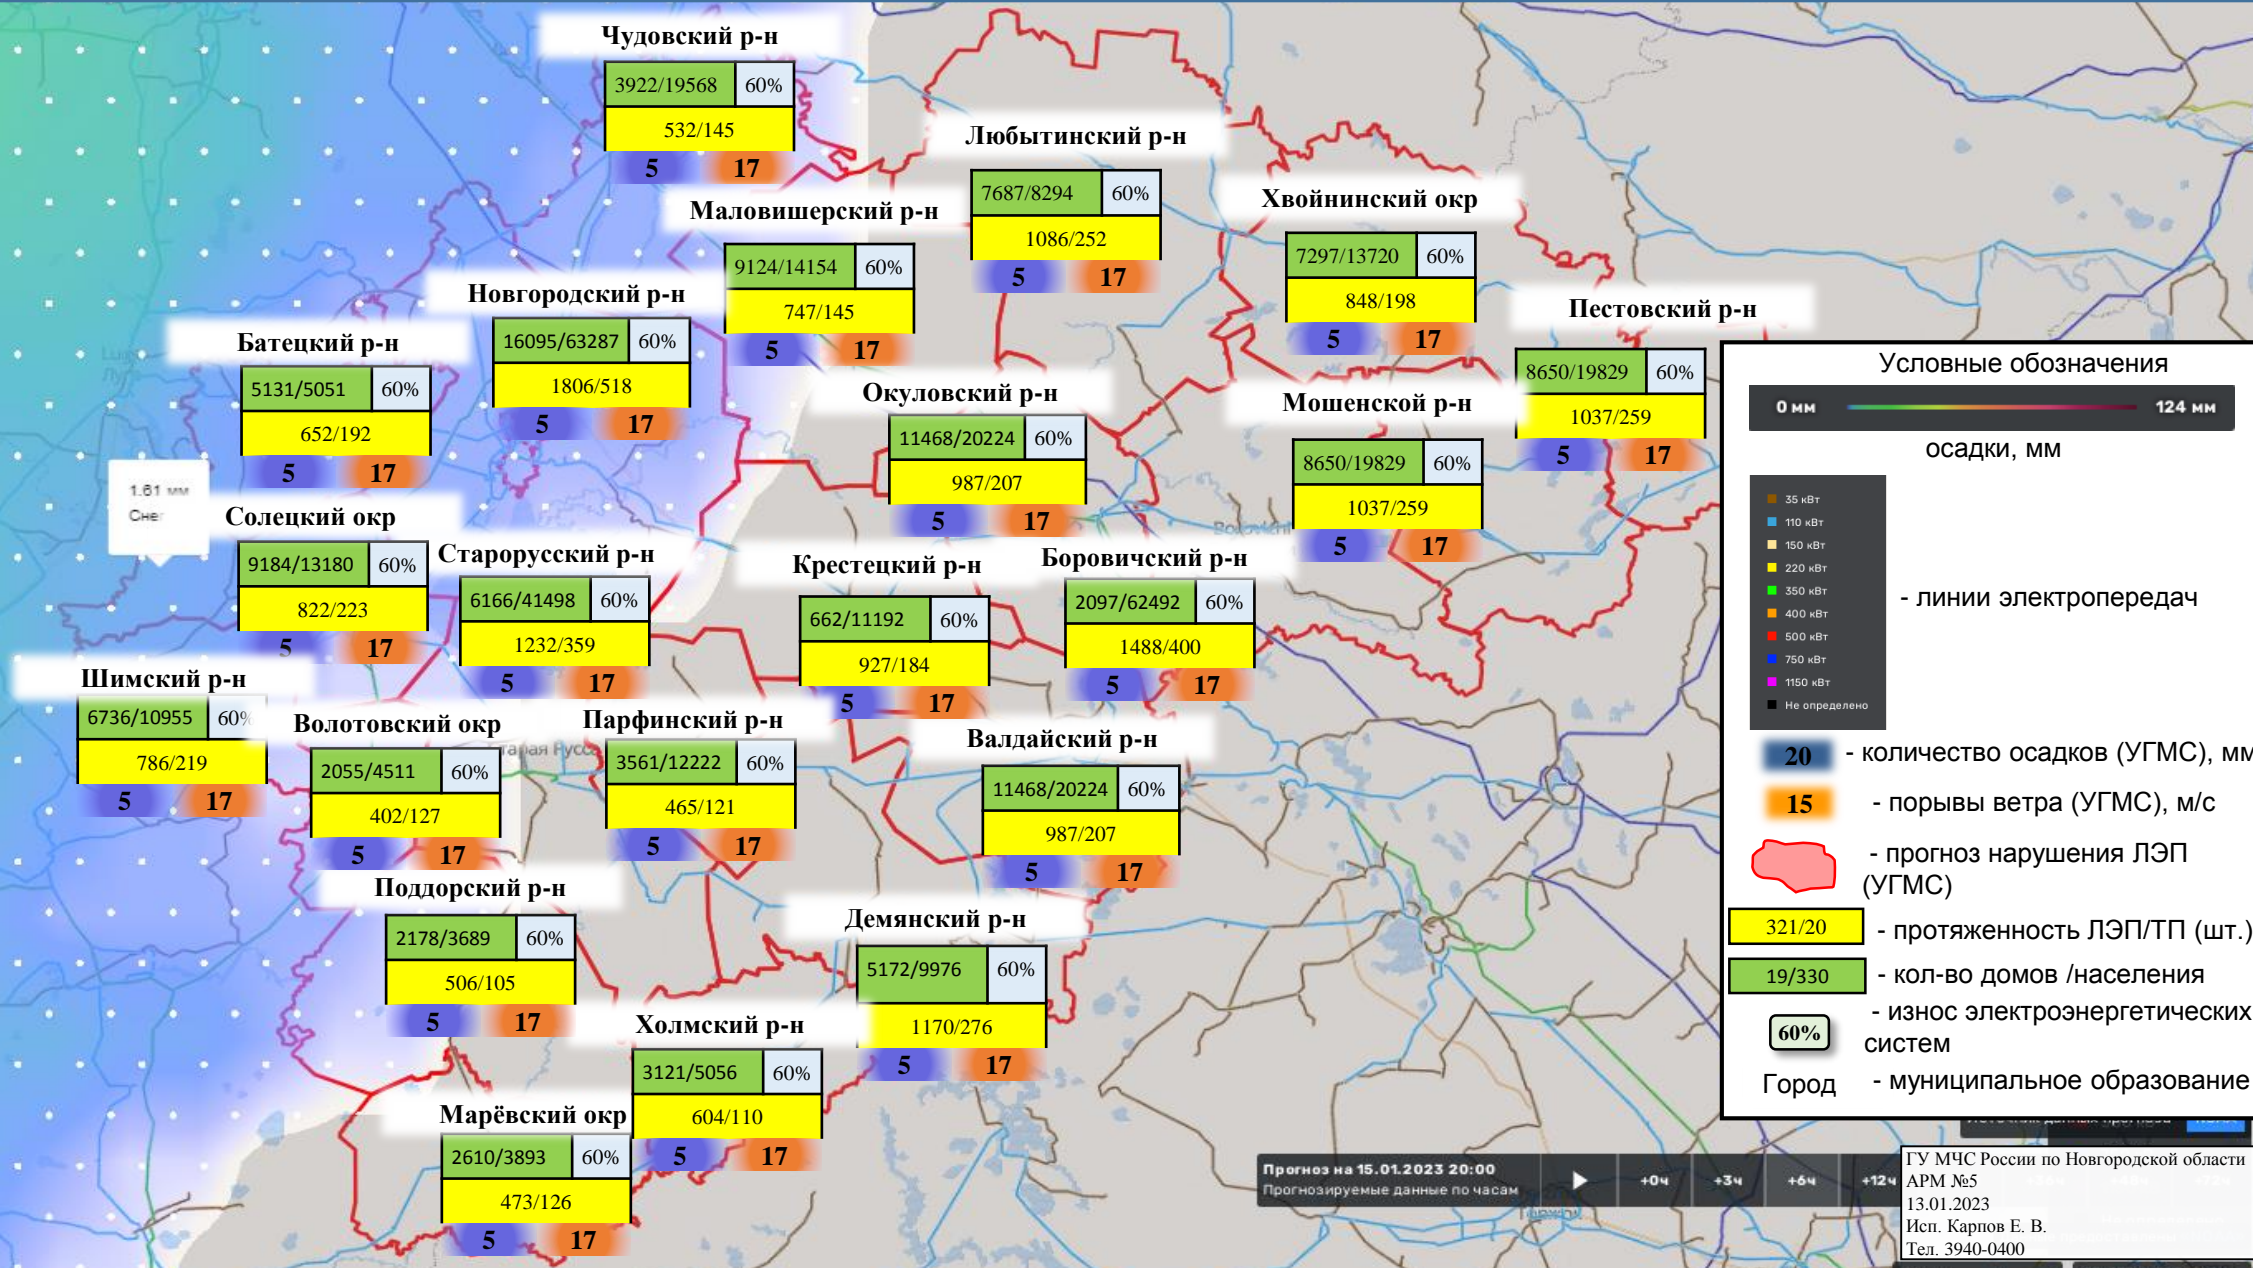 Чудовский р-н
3922/19568 60%
532/145
5 17
Любытинский р-н
7687/8294 60%
1086/252
5 17
Маловишерский р-н
9124/14154 60%
747/145
5 17
Хвойнинский окр
7297/13720 60%
848/198
5 17
Новгородский р-н
16095/63287 60%
1806/518
5 17
Пестовский р-н
8650/19829 60%
1037/259
5 17
Батецкий р-н
5131/5051 60%
652/192
5 17
Окуловский р-н
11468/20224 60%
987/207
5 17
Мошенской р-н
8650/19829 60%
1037/259
5 17
1.61 мм
Снег
Солецкий окр
9184/13180 60%
822/223
5 17
Старорусский р-н
6166/41498 60%
1232/359
5 17
Крестецкий р-н
662/11192 60%
927/184
5 17
Боровичский р-н
2097/62492 60%
1488/400
5 17
Шимский р-н
6736/10955 60%
786/219
5 17
Волотовский окр
2055/4511 60%
402/127
5 17
Старая Русса
Парфинский р-н
3561/12222 60%
465/121
5 17
Валдайский р-н
11468/20224 60%
987/207
5 17
Поддорский р-н
2178/3689 60%
506/105
5 17
Демянский р-н
5172/9976 60%
1170/276
5 17
Холмский р-н
3121/5056 60%
604/110
5 17
Марёвский окр
2610/3893 60%
473/126
5 17
Условные обозначения
0 мм 124 мм
осадки, мм
35 кВт
110 кВт
150 кВт
220 кВт
350 кВт
400 кВт
500 кВт
750 кВт
1150 кВт
Не определено
- линии электропередач
20 - количество осадков (УГМС), мм
15 - порывы ветра (УГМС), м/с
- прогноз нарушения ЛЭП
(УГМС)
321/20 - протяженность ЛЭП/ТП (шт.)
19/330 - кол-во домов /населения
60% - износ электроэнергетических
систем
Город - муниципальное образование
Прогноз на 15.01.2023 20:00
Прогнозируемые данные по часам
+0ч +3ч +6ч +12ч
ГУ МЧС России по Новгородской области
АРМ №5
13.01.2023
Исп. Карпов Е. В.
Тел. 3940-0400